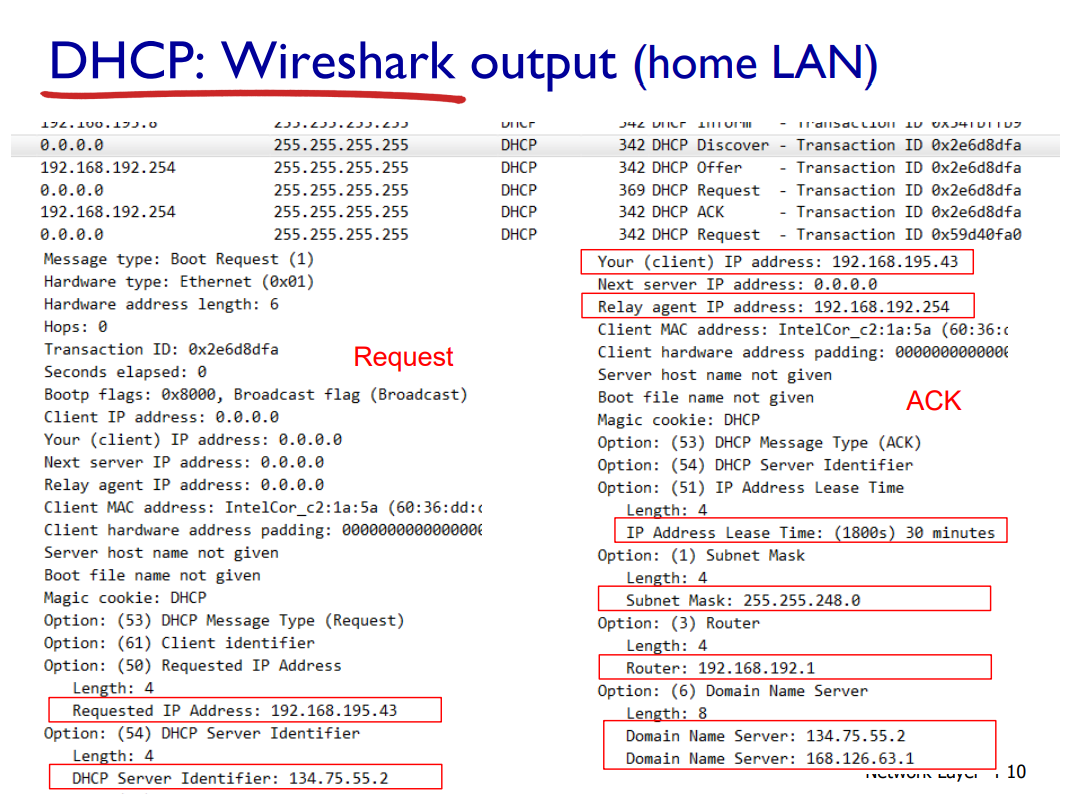 DHCP: Wireshark output (home LAN)
192.168.195.8 255.255.255.255 DHCP 342 DHCP Inform - Transaction ID
0.0.0.0 255.255.255.255 DHCP 342 DHCP Discover - Transaction ID 0x2e6d8dfa
192.168.192.254 255.255.255.255 DHCP 342 DHCP Offer - Transaction ID 0x2e6d8dfa
0.0.0.0 255.255.255.255 DHCP 369 DHCP Request - Transaction ID 0x2e6d8dfa
192.168.192.254 255.255.255.255 DHCP 342 DHCP ACK - Transaction ID 0x2e6d8dfa
0.0.0.0 255.255.255.255 DHCP 342 DHCP Request - Transaction ID 0x59d40fa0
Message type: Boot Request (1)
Hardware type: Ethernet (0x01)
Hardware address length: 6
Hops: 0
Transaction ID: 0x2e6d8dfa
Seconds elapsed: 0
Bootp flags: 0x8000, Broadcast flag (Broadcast)
Client IP address: 0.0.0.0
Your (client) IP address: 0.0.0.0
Next server IP address: 0.0.0.0
Relay agent IP address: 0.0.0.0
Client MAC address: IntelCor_c2:1a:5a (60:36:dd:
Client hardware address padding: 0000000000000000
Server host name not given
Boot file name not given
Magic cookie: DHCP
Option: (53) DHCP Message Type (Request)
Option: (61) Client identifier
Option: (50) Requested IP Address
Length: 4
Requested IP Address: 192.168.195.43
Option: (54) DHCP Server Identifier
Length: 4
DHCP Server Identifier: 134.75.55.2
Request
Your (client) IP address: 192.168.195.43
Next server IP address: 0.0.0.0
Relay agent IP address: 192.168.192.254
Client MAC address: IntelCor_c2:1a:5a (60:36:
Client hardware address padding: 000000000000
Server host name not given
Boot file name not given
Magic cookie: DHCP
Option: (53) DHCP Message Type (ACK)
Option: (54) DHCP Server Identifier
Option: (51) IP Address Lease Time
Length: 4
IP Address Lease Time: (1800s) 30 minutes
Option: (1) Subnet Mask
Length: 4
Subnet Mask: 255.255.248.0
Option: (3) Router
Length: 4
Router: 192.168.192.1
Option: (6) Domain Name Server
Length: 8
Domain Name Server: 134.75.55.2
Domain Name Server: 168.126.63.1
ACK
Network Layer 10